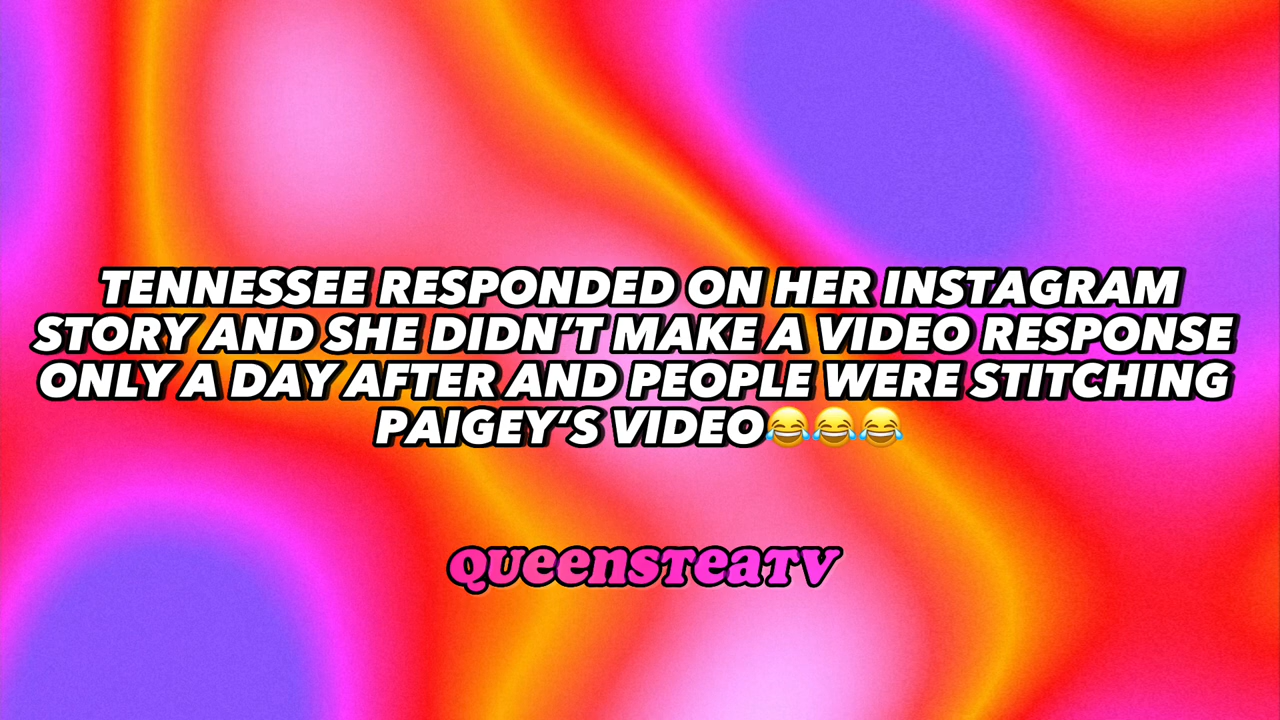 TENNESSEE RESPONDED ON HER INSTAGRAM
STORY AND SHE DIDN'T MAKE A VIDEO RESPONSE
ONLY A DAY AFTER AND PEOPLE WERE STITCHING
PAIGEY'S VIDEO😂😂😂
QUeeNSTeaTV